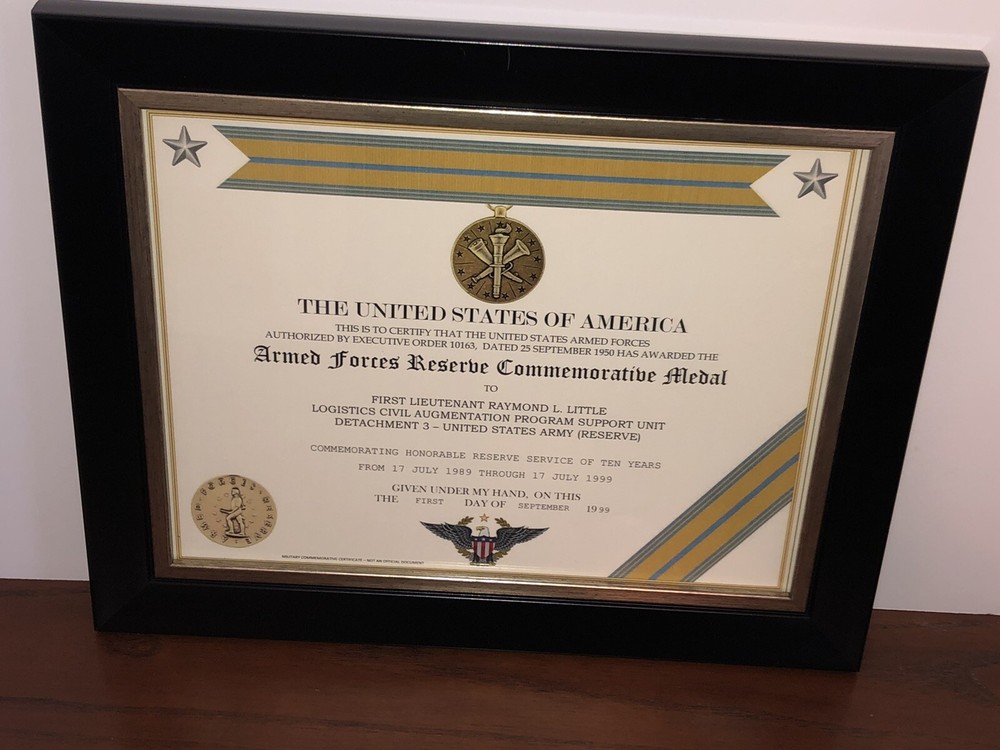 THE UNITED STATES OF AMERICA
THIS IS TO CERTIFY THAT THE UNITED STATES ARMED FORCES
AUTHORIZED BY EXECUTIVE ORDER 10163, DATED 25 SEPTEMBER 1950 HAS AWARDED THE
Armed Forces Reserve Commemorative Medal
TO
FIRST LIEUTENANT RAYMOND L. LITTLE
LOGISTICS CIVIL AUGMENTATION PROGRAM SUPPORT UNIT
DETACHMENT 3 – UNITED STATES ARMY (RESERVE)
COMMEMORATING HONORABLE RESERVE SERVICE OF TEN YEARS
FROM 17 JULY 1989 THROUGH 17 JULY 1999
GIVEN UNDER MY HAND, ON THIS
THE FIRST DAY OF SEPTEMBER 1999
MILITARY COMMEMORATIVE CERTIFICATE – NOT AN OFFICIAL DOCUMENT